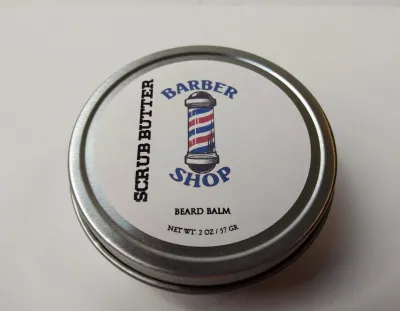 SCRUB BUTTER
BARBER
SHOP
BEARD BALM
NET WT. 2 OZ / 57 GR.